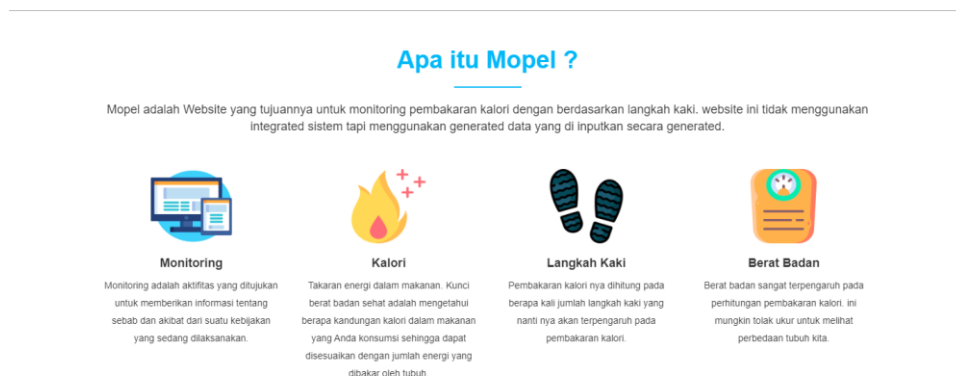 Apa itu Mopel ?
Mopel adalah Website yang tujuannya untuk monitoring pembakaran kalori dengan berdasarkan langkah kaki. website ini tidak menggunakan
integrated sistem tapi menggunakan generated data yang di inputkan secara generated.
Monitoring
Monitoring adalah aktifitas yang ditujukan
untuk memberikan informasi tentang
sebab dan akibat dari suatu kebijakan
yang sedang dilaksanakan.
Kalori
Takaran energi dalam makanan. Kunci
berat badan sehat adalah mengetahui
berapa kandungan kalori dalam makanan
yang Anda konsumsi sehingga dapat
disesuaikan dengan jumlah energi yang
dibakar oleh tubuh
Langkah Kaki
Pembakaran kalori nya dihitung pada
berapa kali jumlah langkah kaki yang
nanti nya akan terpengaruh pada
pembakaran kalori.
Berat Badan
Berat badan sangat terpengaruh pada
perhitungan pembakaran kalori. ini
mungkin tolak ukur untuk melihat
perbedaan tubuh kita.